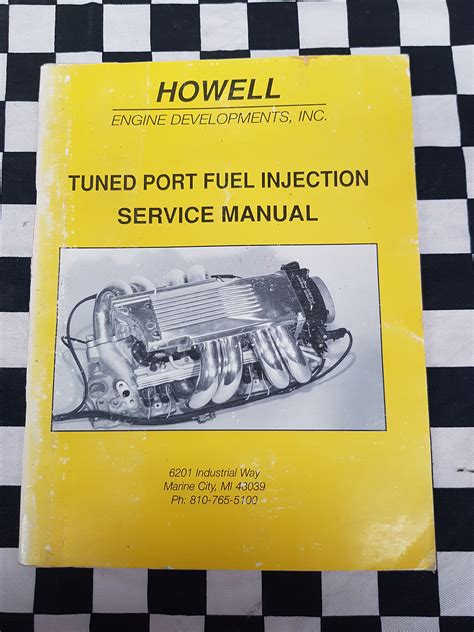 HOWELL
ENGINE DEVELOPMENTS, INC.
TUNED PORT FUEL INJECTION
SERVICE MANUAL
6201 Industrial Way
Marine City, MI 48039
Ph: 810-765-5100